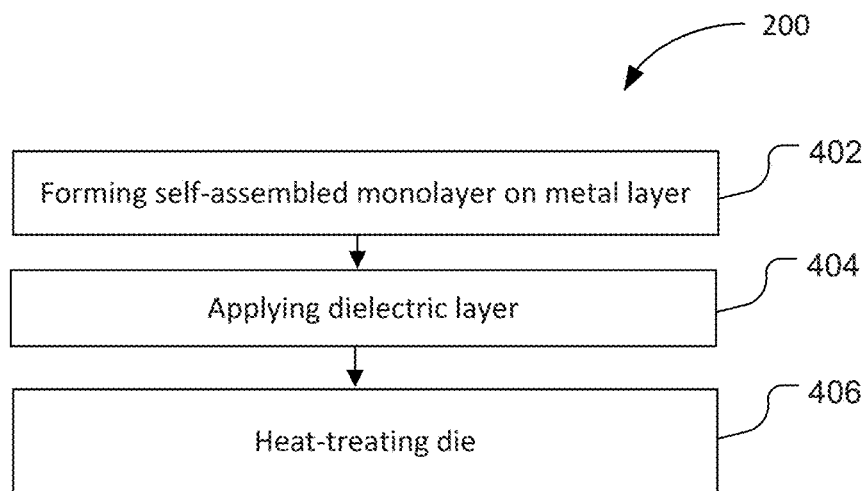 200
402
Forming self-assembled monolayer on metal layer
404
Applying dielectric layer
406
Heat-treating die